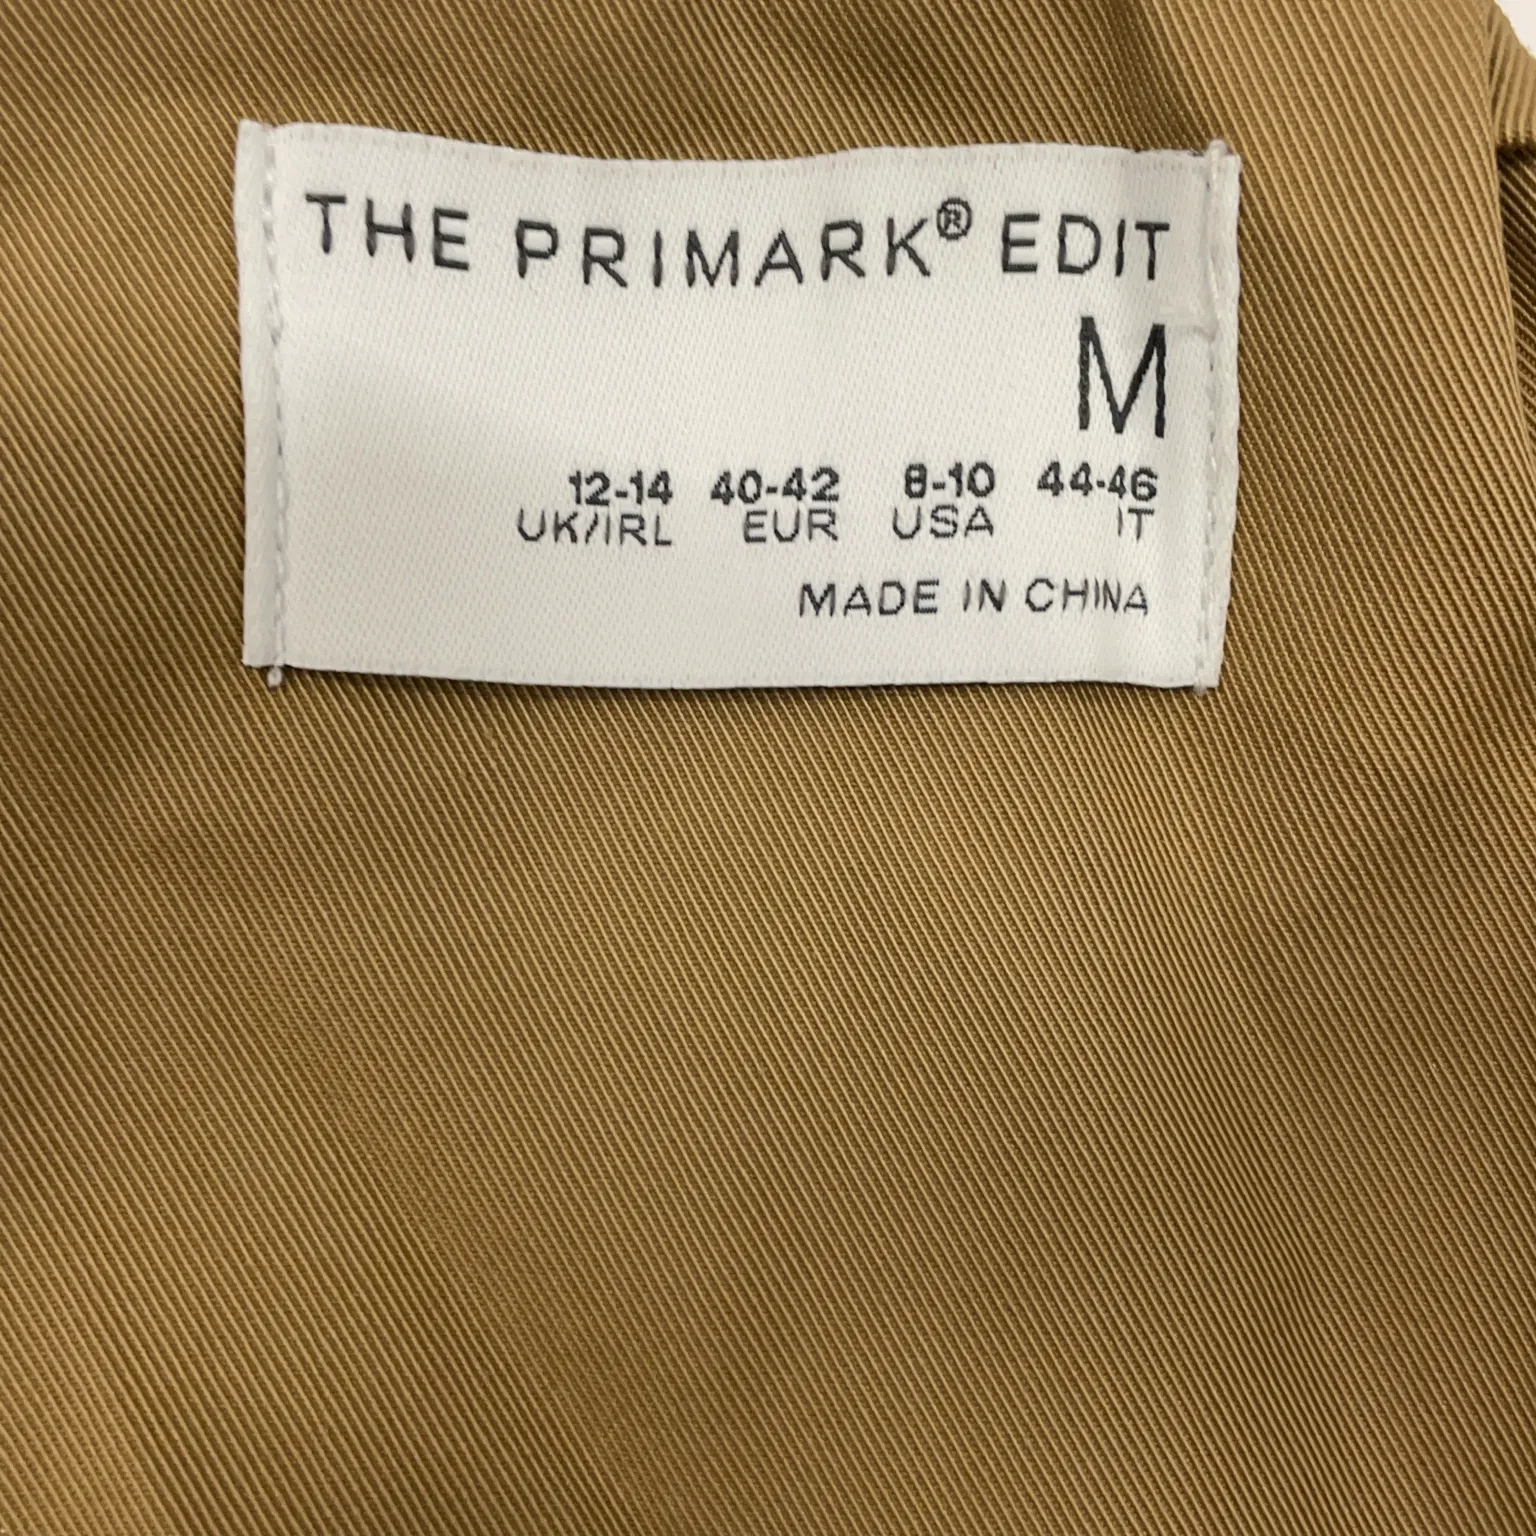 THE PRIMARK® EDIT
M
12-14 40-42 8-10 44-46
UK/IRL EUR USA IT
MADE IN CHINA